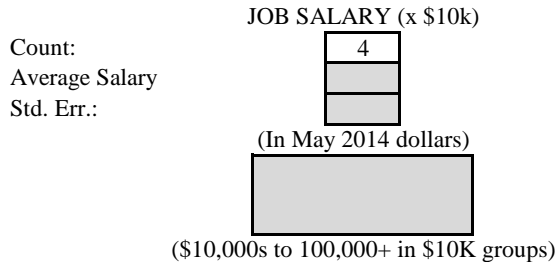 JOB SALARY (x $10k)
Count: 4
Average Salary
Std. Err.:
(In May 2014 dollars)
($10,000s to 100,000+ in $10K groups)